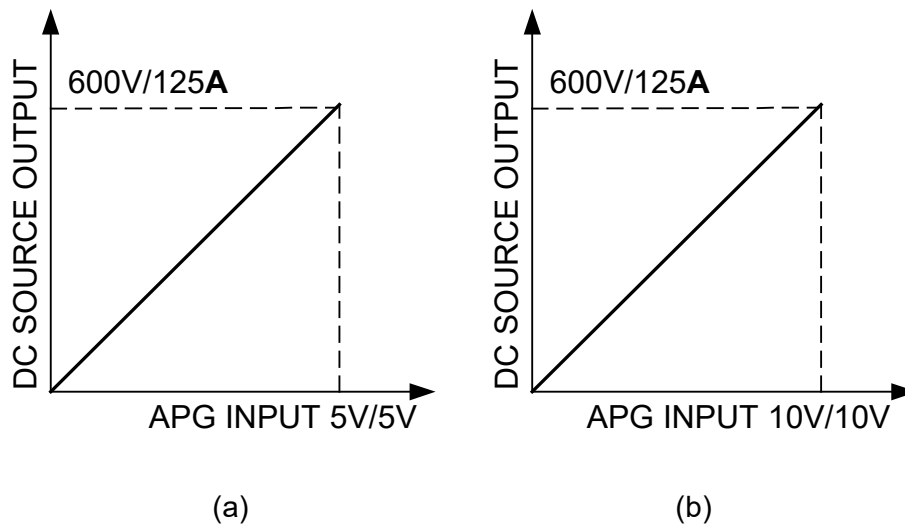 DC SOURCE OUTPUT
600V/125A
APG INPUT 5V/5V
(a)
DC SOURCE OUTPUT
600V/125A
APG INPUT 10V/10V
(b)